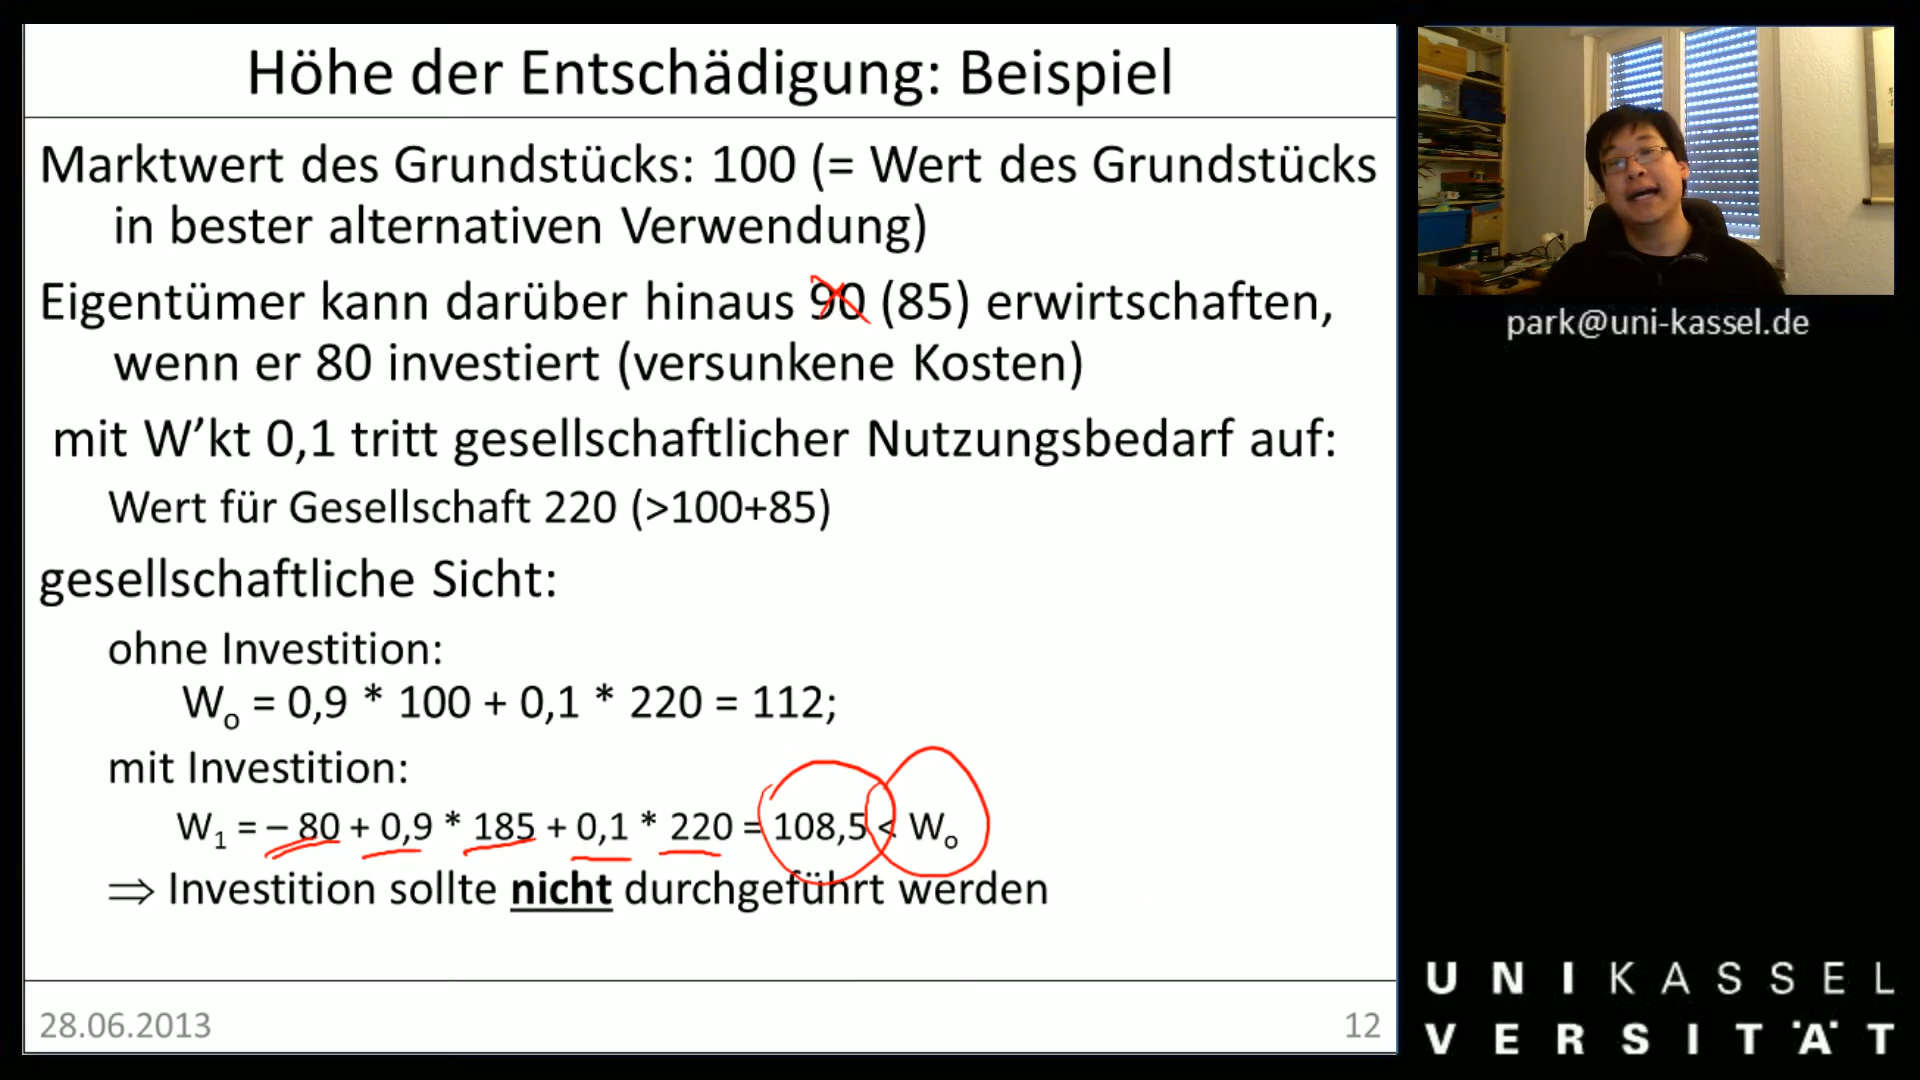 Höhe der Entschädigung: Beispiel
Marktwert des Grundstücks: 100 (= Wert des Grundstücks
in bester alternativen Verwendung)
Eigentümer kann darüber hinaus 90 (85) erwirtschaften,
wenn er 80 investiert (versunkene Kosten)
mit W’kt 0,1 tritt gesellschaftlicher Nutzungsbedarf auf:
Wert für Gesellschaft 220 (>100+85)
gesellschaftliche Sicht:
ohne Investition:
Wo = 0,9 * 100 + 0,1 * 220 = 112;
mit Investition:
W1 = – 80 + 0,9 * 185 + 0,1 * 220 = 108,5 < Wo
⇒ Investition sollte nicht durchgeführt werden
28.06.2013
12
park@uni-kassel.de
UNIKASSEL
VERSITÄT